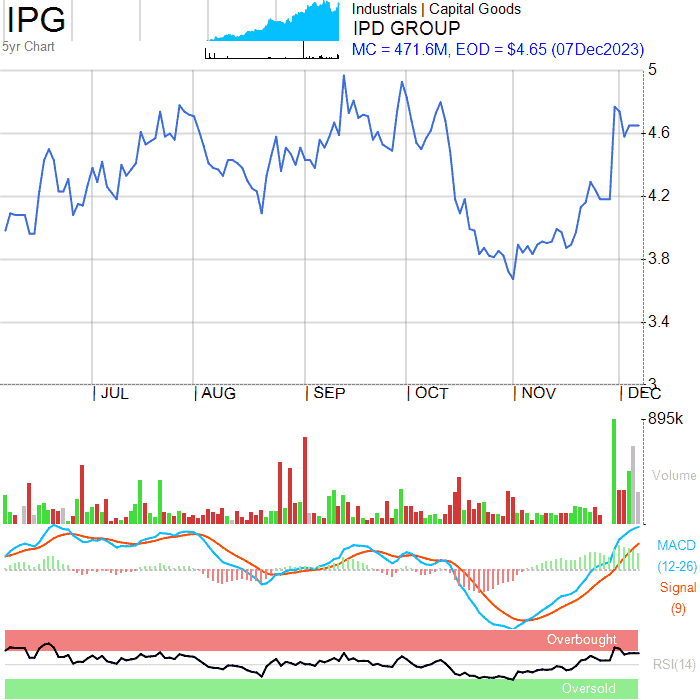 IPG
5yr Chart
Industrials | Capital Goods
IPD GROUP
MC = 471.6M, EOD = $4.65 (07Dec2023)
5
4.6
4.2
3.8
3.4
3
JUL
AUG
SEP
OCT
NOV
DEC
895k
Volume
MACD
(12-26)
Signal
(9)
Overbought
RSI(14)
Oversold